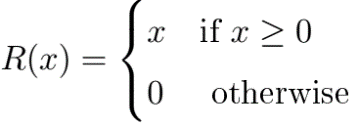 R(x) = { x if x ≥ 0
0 otherwise